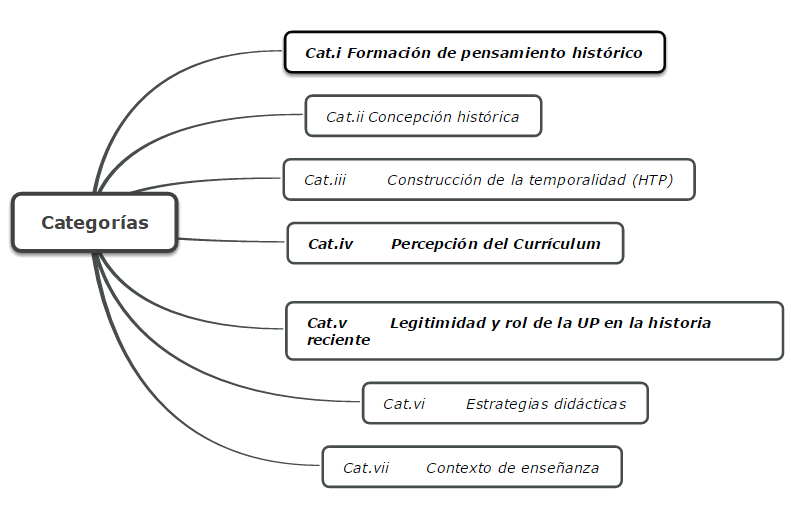 Cat.i Formación de pensamiento histórico
Cat.ii Concepción histórica
Cat.iii Construcción de la temporalidad (HTP)
Categorías
Cat.iv Percepción del Currículum
Cat.v Legitimidad y rol de la UP en la historia
reciente
Cat.vi Estrategias didácticas
Cat.vii Contexto de enseñanza